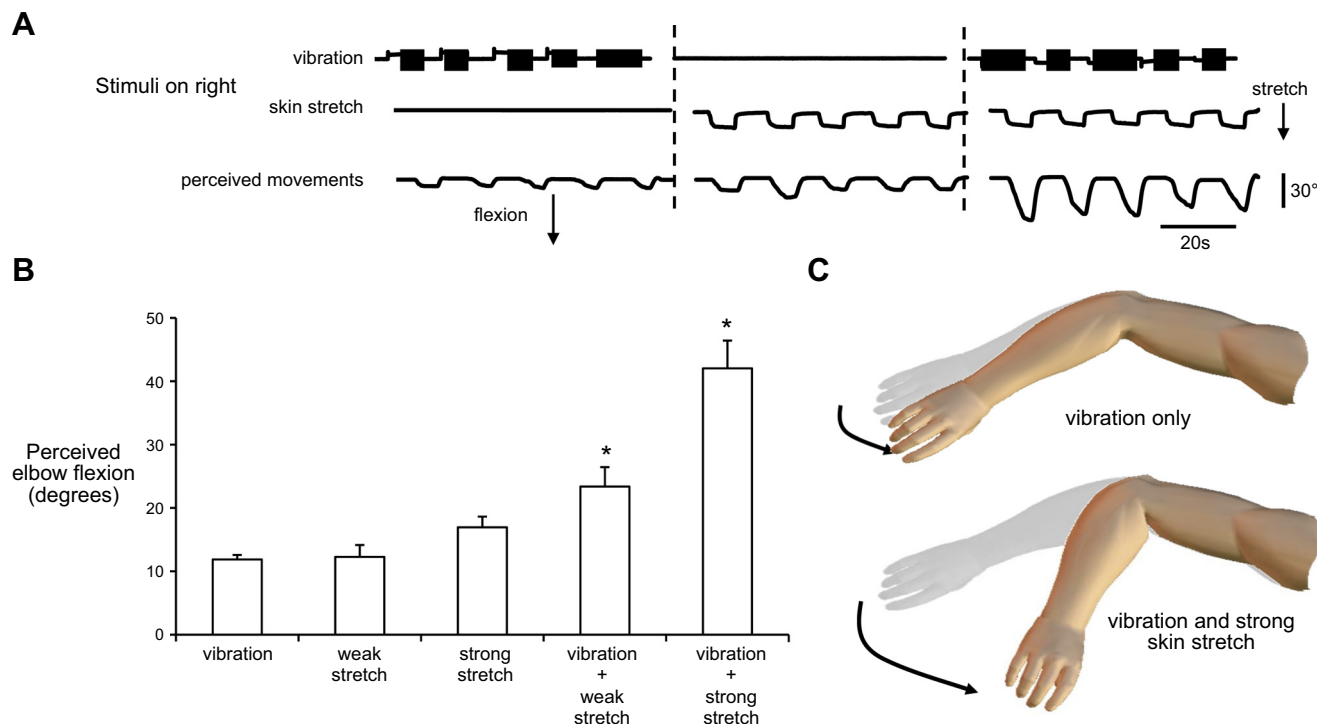 A
vibration
Stimuli on right
stretch
skin stretch
perceived movements
30°
flexion
20s
B
50
40
30
20
10
0
Perceived
elbow flexion
(degrees)
*
*
vibration
weak
stretch
strong
stretch
vibration
+
weak
stretch
vibration
+
strong
stretch
C
vibration only
vibration and strong
skin stretch